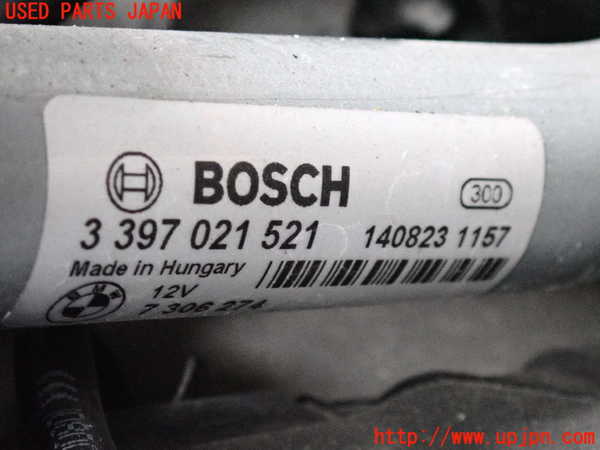 USED PARTS JAPAN
BOSCH
300
3 397 021 521
140823 1157
Made in Hungary
BMW
12V
7 306 274
http://www.upjpn.com/